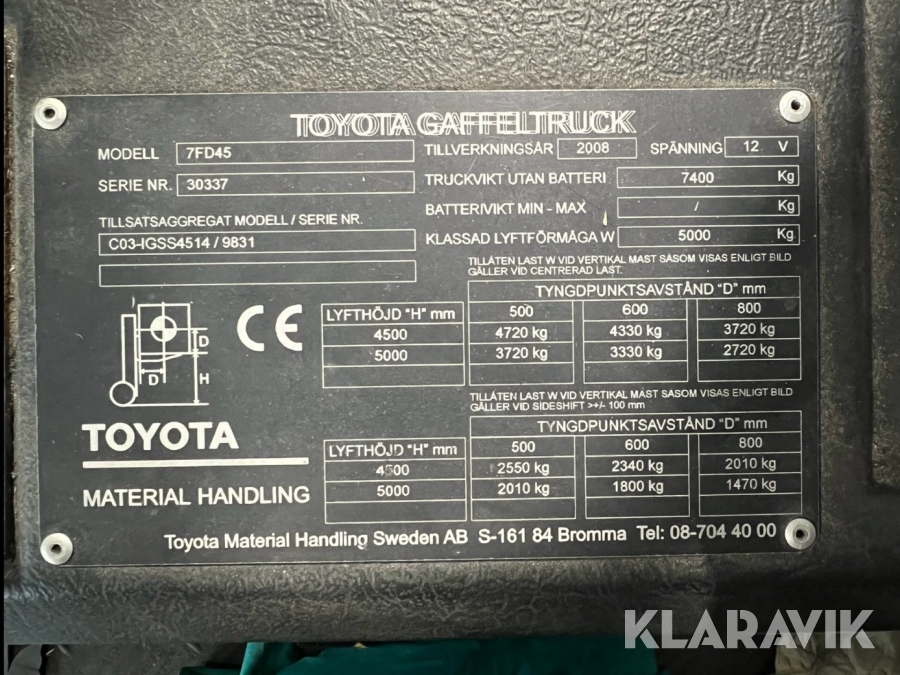 TOYOTA GAFFELTRUCK
MODELL 7FD45 TILLVERKNINGSÅR 2008 SPÄNNING 12 V
SERIE NR. 30337 TRUCKVIKT UTAN BATTERI 7400 Kg
BATTERIVIKT MIN - MAX / Kg
TILLSATSAGGREGAT MODELL / SERIE NR.
C03-IGSS4514 / 9831 KLASSAD LYFTFÖRMÅGA W 5000 Kg
TILLÅTEN LAST W VID VERTIKAL MAST SÅSOM VISAS ENLIGT BILD
GÄLLER VID CENTRERAD LAST.
TYNGDPUNKTSAVSTÅND "D" mm
LYFTHÖJD "H" mm 500 600 800
4500 4720 kg 4330 kg 3720 kg
5000 3720 kg 3330 kg 2720 kg
D
D H
CE
TILLÅTEN LAST W VID VERTIKAL MAST SÅSOM VISAS ENLIGT BILD
GÄLLER VID SIDESHIFT >+/- 100 mm
TYNGDPUNKTSAVSTÅND "D" mm
LYFTHÖJD "H" mm 500 600 800
4500 2550 kg 2340 kg 2010 kg
5000 2010 kg 1800 kg 1470 kg
TOYOTA
MATERIAL HANDLING
Toyota Material Handling Sweden AB S-161 84 Bromma Tel: 08-704 40 00
KLARAVIK